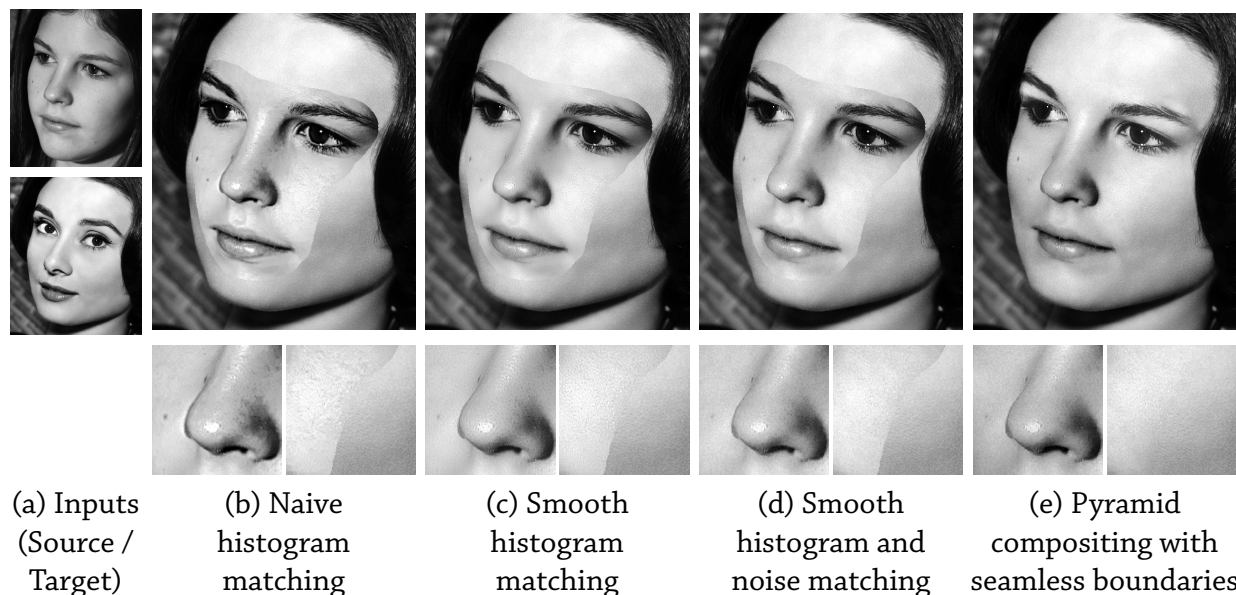 (a) Inputs
(Source /
Target)
(b) Naive
histogram
matching
(c) Smooth
histogram
matching
(d) Smooth
histogram and
noise matching
(e) Pyramid
compositing with
seamless boundaries